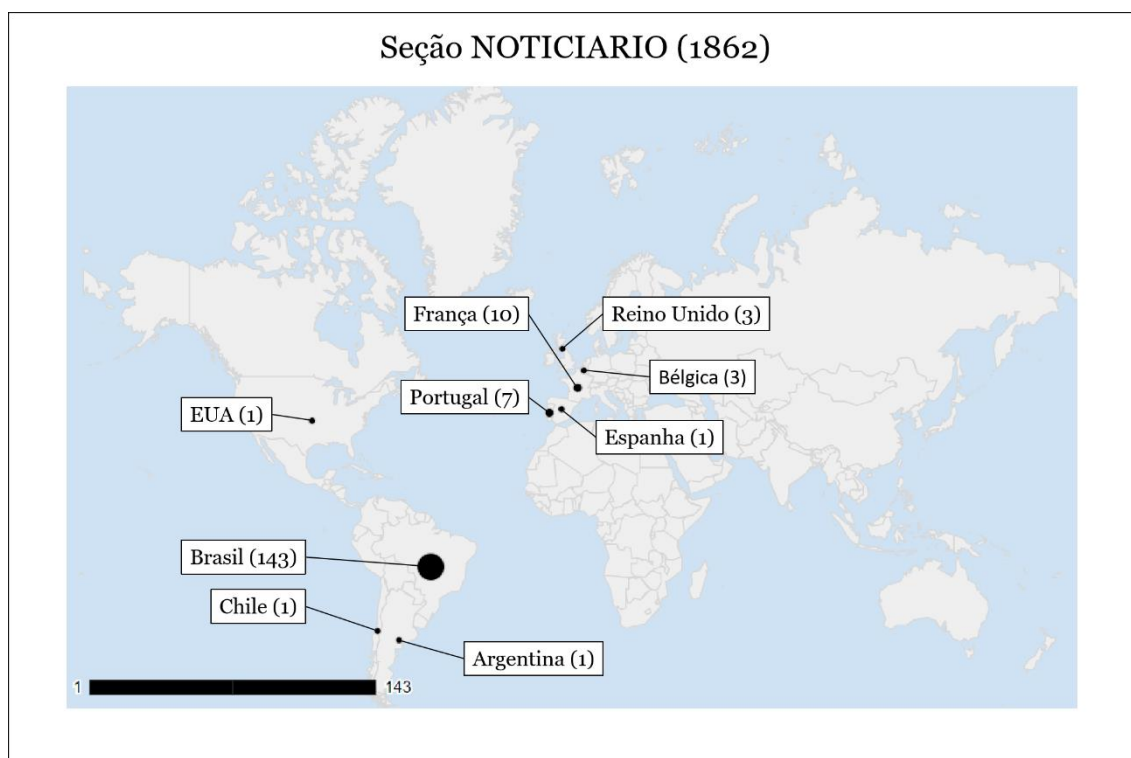 Seção NOTICIARIO (1862)
França (10)
Reino Unido (3)
Bélgica (3)
Portugal (7)
EUA (1)
Espanha (1)
Brasil (143)
Chile (1)
Argentina (1)
1 143